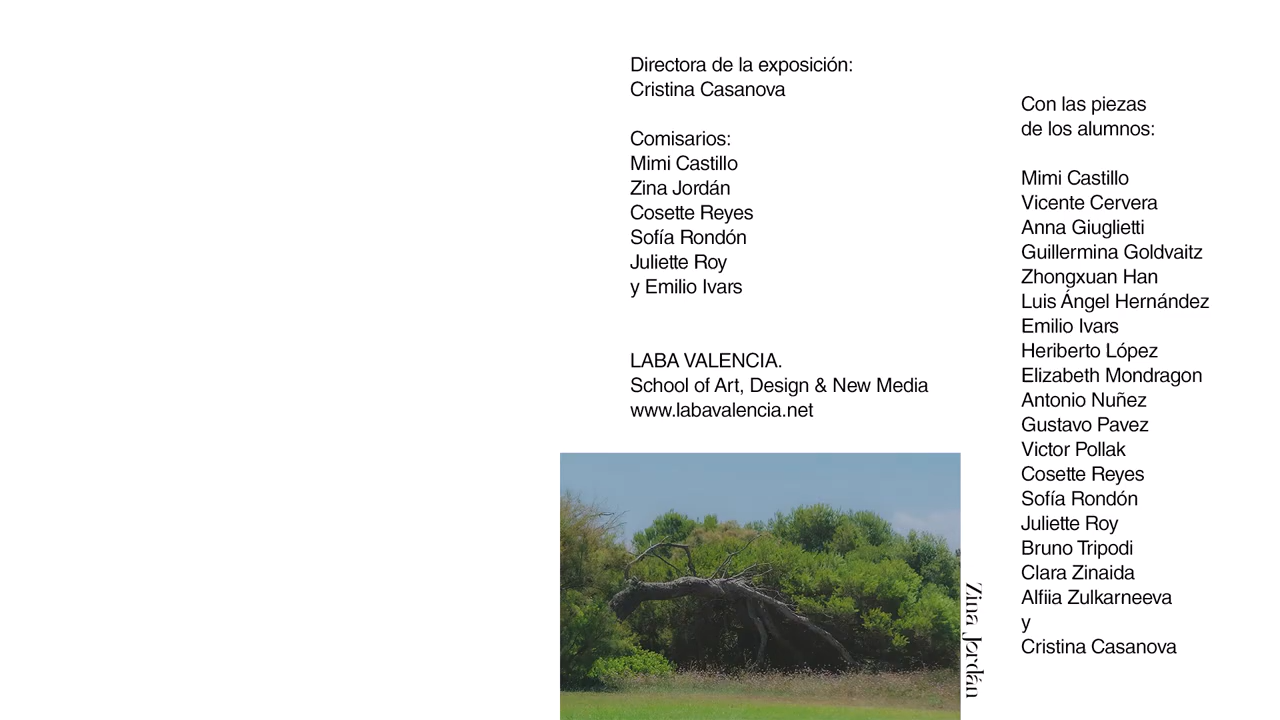 Directora de la exposición:
Cristina Casanova
Comisarios:
Mimi Castillo
Zina Jordán
Cosette Reyes
Sofía Rondón
Juliette Roy
y Emilio Ivars
LABA VALENCIA.
School of Art, Design & New Media
www.labavalencia.net
Zina Jordán
Con las piezas
de los alumnos:
Mimi Castillo
Vicente Cervera
Anna Giuglietti
Guillermina Goldvaitz
Zhongxuan Han
Luis Ángel Hernández
Emilio Ivars
Heriberto López
Elizabeth Mondragon
Antonio Nuñez
Gustavo Pavez
Victor Pollak
Cosette Reyes
Sofía Rondón
Juliette Roy
Bruno Tripodi
Clara Zinaida
Alfiia Zulkarneeva
y
Cristina Casanova